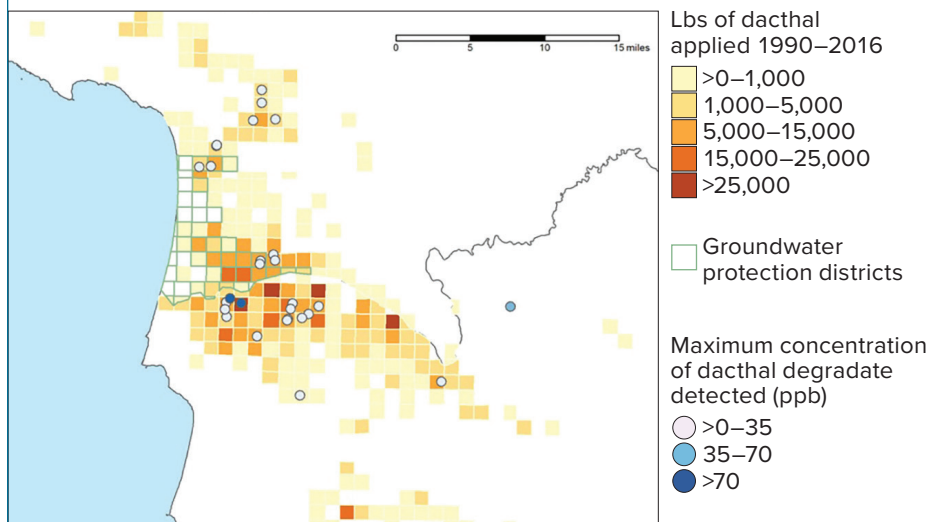 0 5 10 15 miles
Lbs of dacthal
applied 1990–2016
>0–1,000
1,000–5,000
5,000–15,000
15,000–25,000
>25,000
Groundwater
protection districts
Maximum concentration
of dacthal degradate
detected (ppb)
>0–35
35–70
>70